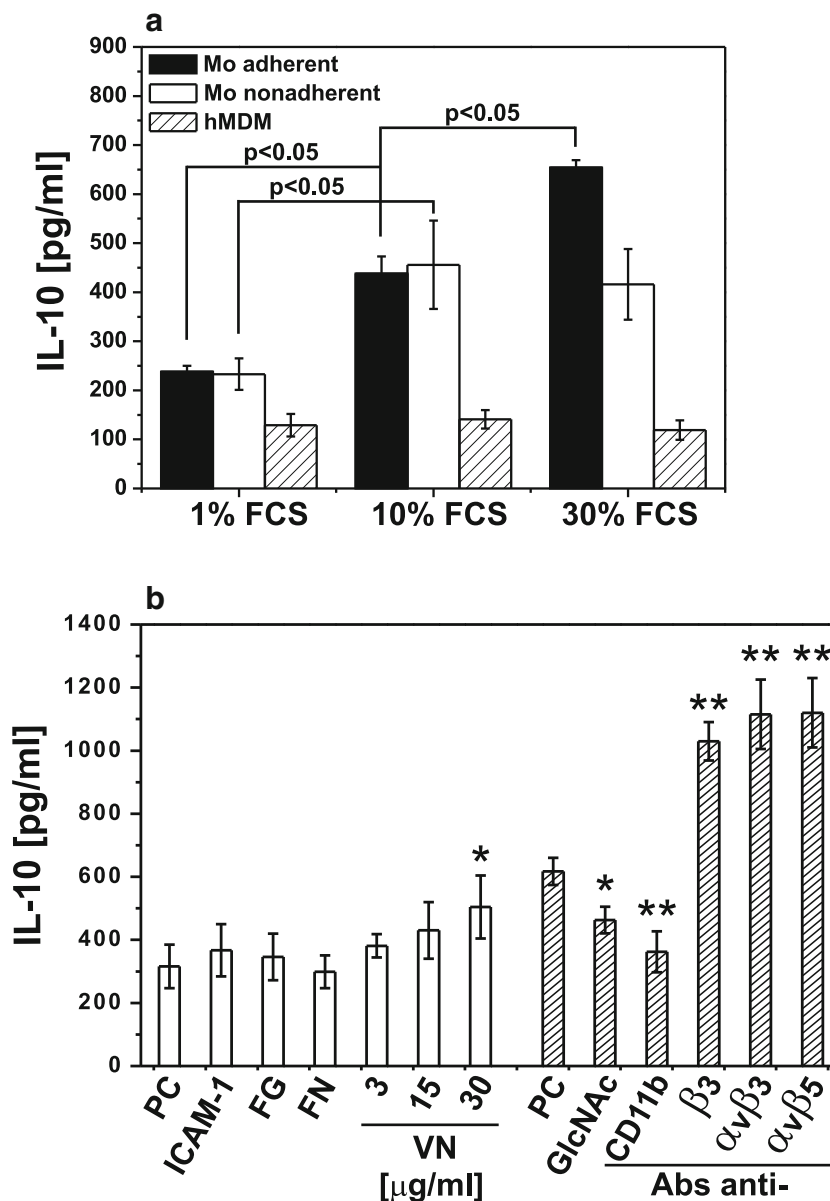 a
900
800
700
600
500
400
300
200
100
0
IL-10 [pg/ml]
Mo adherent
Mo nonadherent
hMDM
p<0.05
p<0.05
p<0.05
1% FCS 10% FCS 30% FCS
b
1400
1200
1000
800
600
400
200
0
IL-10 [pg/ml]
* * ** ** ** **
PC ICAM-1 FG FN 3 15 30 PC GlcNAc CD11b β3 αvβ3 αvβ5
VN
[μg/ml]
Abs anti-